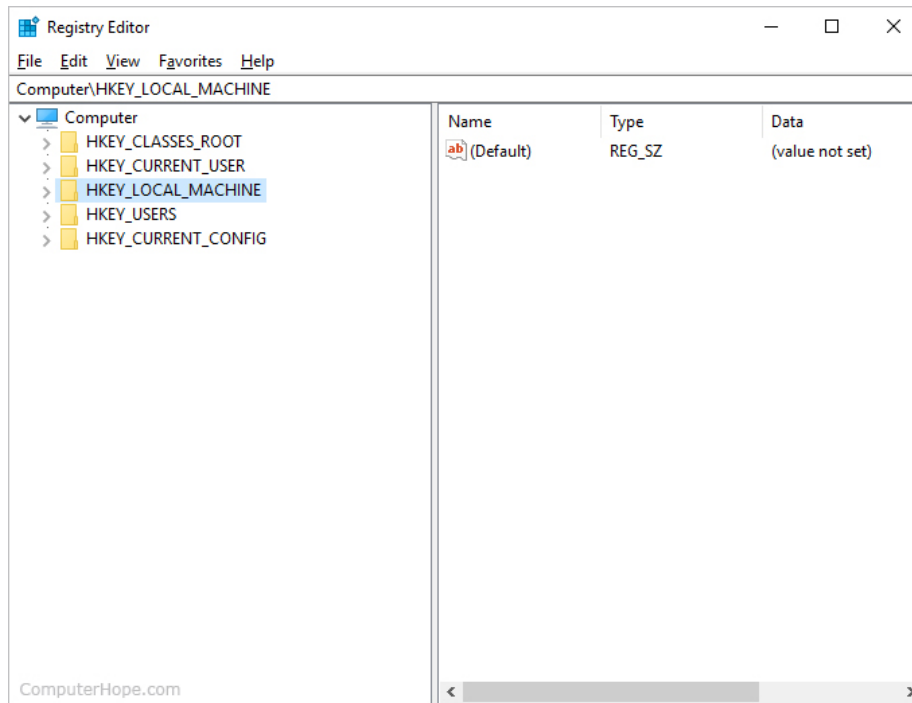 Registry Editor
File Edit View Favorites Help
Computer\HKEY_LOCAL_MACHINE
Computer
HKEY_CLASSES_ROOT
HKEY_CURRENT_USER
HKEY_LOCAL_MACHINE
HKEY_USERS
HKEY_CURRENT_CONFIG
Name Type Data
ab (Default) REG_SZ (value not set)
ComputerHope.com